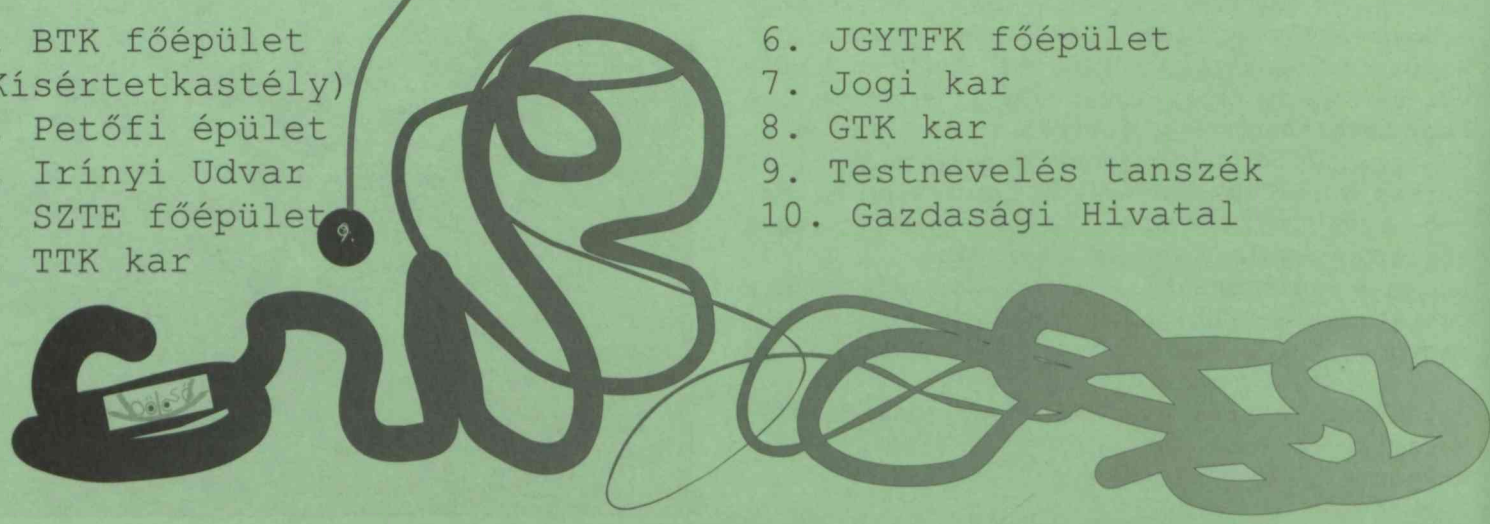 BTK főépület
Kísértetkastély)
Petőfi épület
Irínyi Udvar
SZTE főépület
TTK kar
6. JGYTFK főépület
7. Jogi kar
8. GTK kar
9. Testnevelés tanszék
10. Gazdasági Hivatal
9.